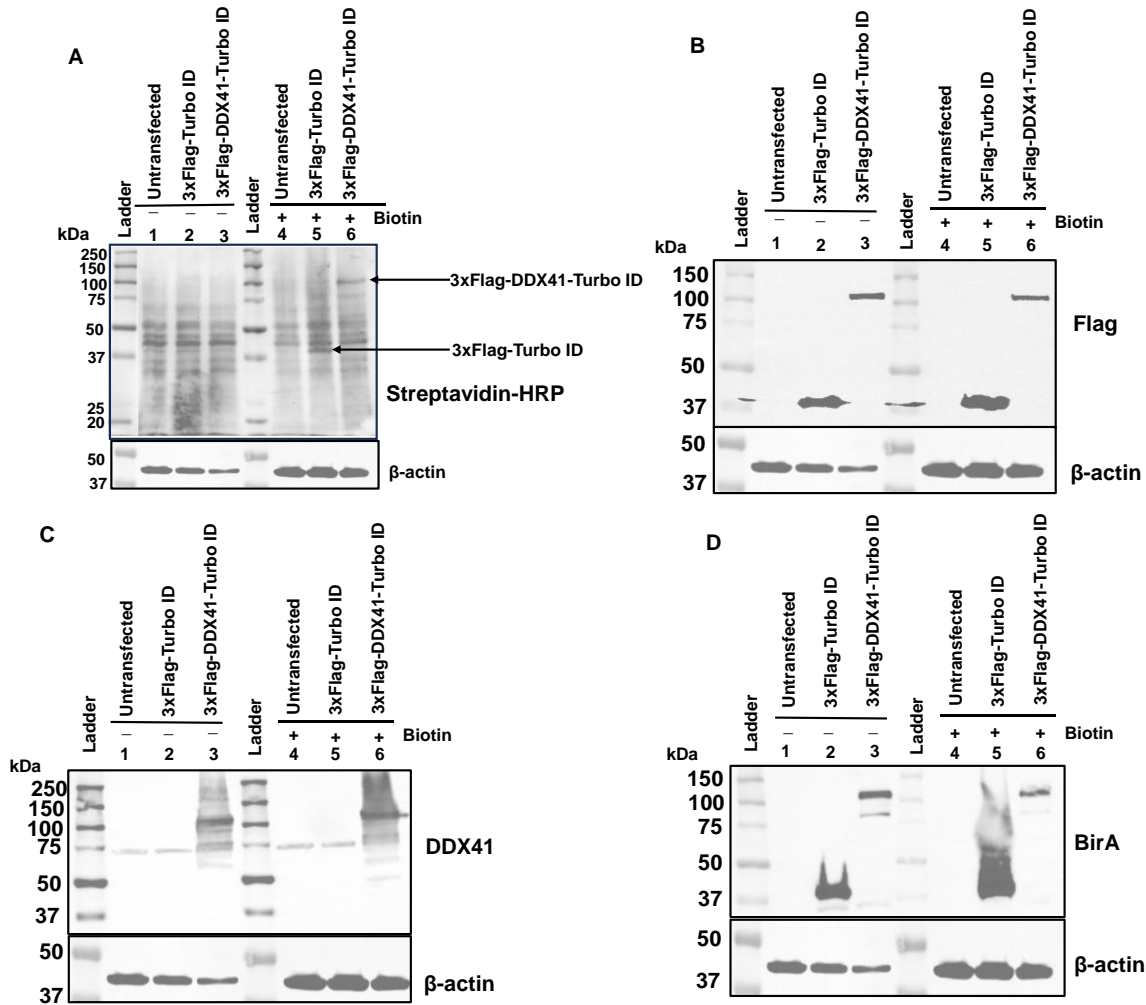 A
Ladder
Untransfected
3xFlag-Turbo ID
3xFlag-DDX41-Turbo ID
Ladder
Untransfected
3xFlag-Turbo ID
3xFlag-DDX41-Turbo ID
− − − + + + Biotin
kDa 1 2 3 4 5 6
250
150
100
75
50
37
25
20
3xFlag-DDX41-Turbo ID
3xFlag-Turbo ID
Streptavidin-HRP
50
37
β-actin
B
Ladder
Untransfected
3xFlag-Turbo ID
3xFlag-DDX41-Turbo ID
Ladder
Untransfected
3xFlag-Turbo ID
3xFlag-DDX41-Turbo ID
− − − + + + Biotin
kDa 1 2 3 4 5 6
150
100
75
50
37
Flag
50
37
β-actin
C
Ladder
Untransfected
3xFlag-Turbo ID
3xFlag-DDX41-Turbo ID
Ladder
Untransfected
3xFlag-Turbo ID
3xFlag-DDX41-Turbo ID
− − − + + + Biotin
1 2 3 4 5 6
kDa
250
150
100
75
50
37
DDX41
50
37
β-actin
D
Ladder
Untransfected
3xFlag-Turbo ID
3xFlag-DDX41-Turbo ID
Ladder
Untransfected
3xFlag-Turbo ID
3xFlag-DDX41-Turbo ID
− − − + + + Biotin
kDa 1 2 3 4 5 6
150
100
75
50
37
BirA
50
37
β-actin